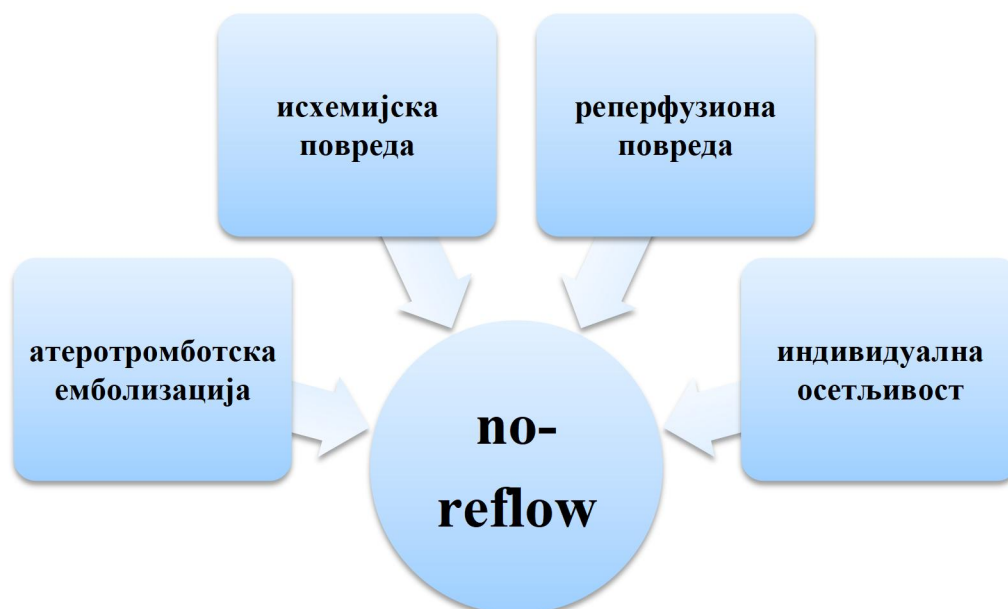 исхемијска
повреда
реперфузиона
повреда
атеротромботска
емболизација
индивидуална
осетљивост
no-
reflow